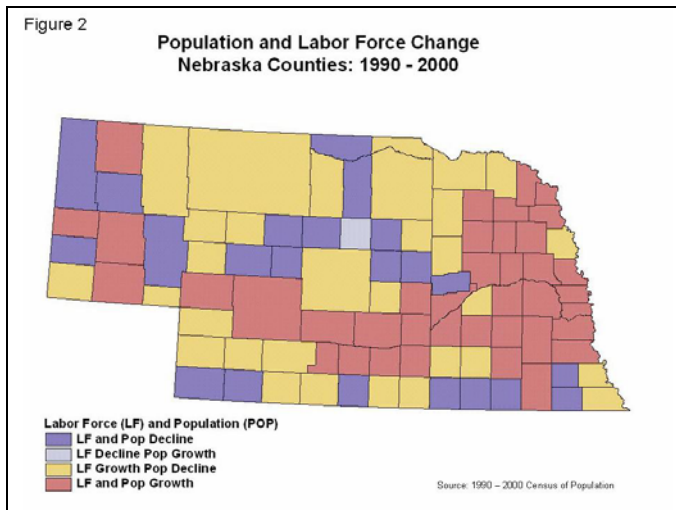 Figure 2
Population and Labor Force Change
Nebraska Counties: 1990 - 2000
Labor Force (LF) and Population (POP)
LF and Pop Decline
LF Decline Pop Growth
LF Growth Pop Decline
LF and Pop Growth
Source: 1990 – 2000 Census of Population